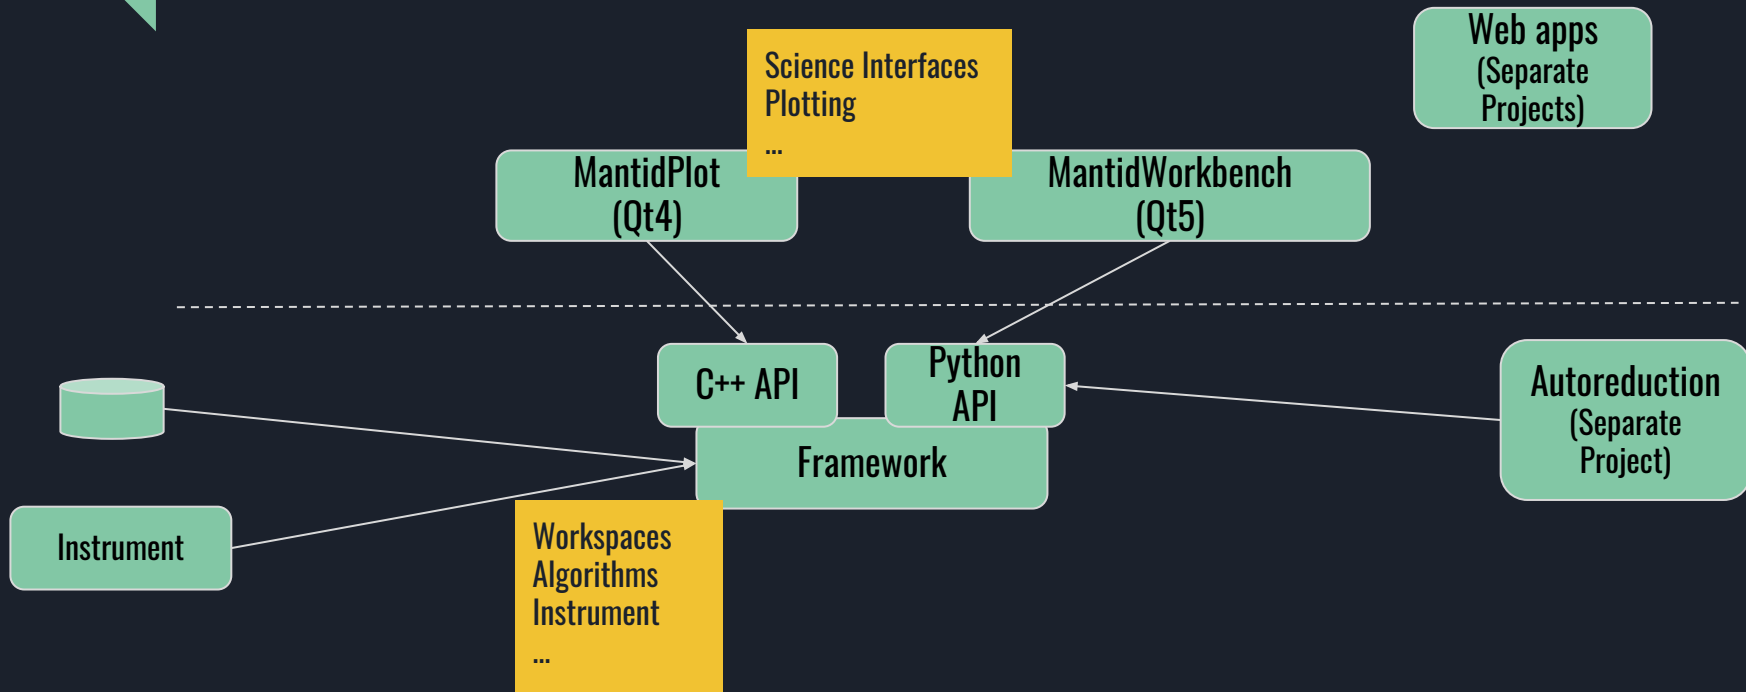 Web apps
(Separate
Projects)
Science Interfaces
Plotting
...
MantidPlot
(Qt4)
MantidWorkbench
(Qt5)
C++ API
Python
API
Framework
Autoreduction
(Separate
Project)
Instrument
Workspaces
Algorithms
Instrument
...